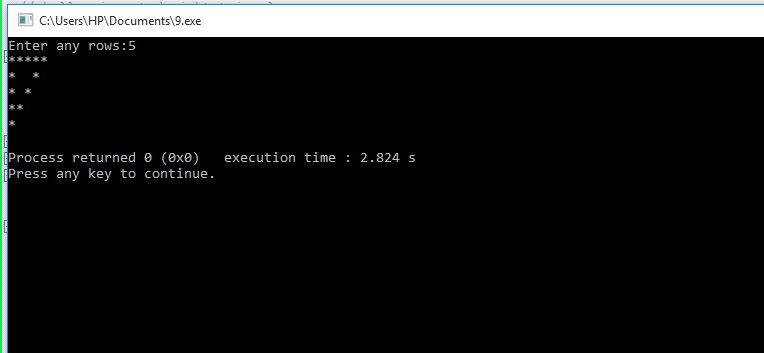 C:\Users\HP\Documents\9.exe
Enter any rows:5
*****
*  *
* *
**
*
Process returned 0 (0x0)   execution time : 2.824 s
Press any key to continue.